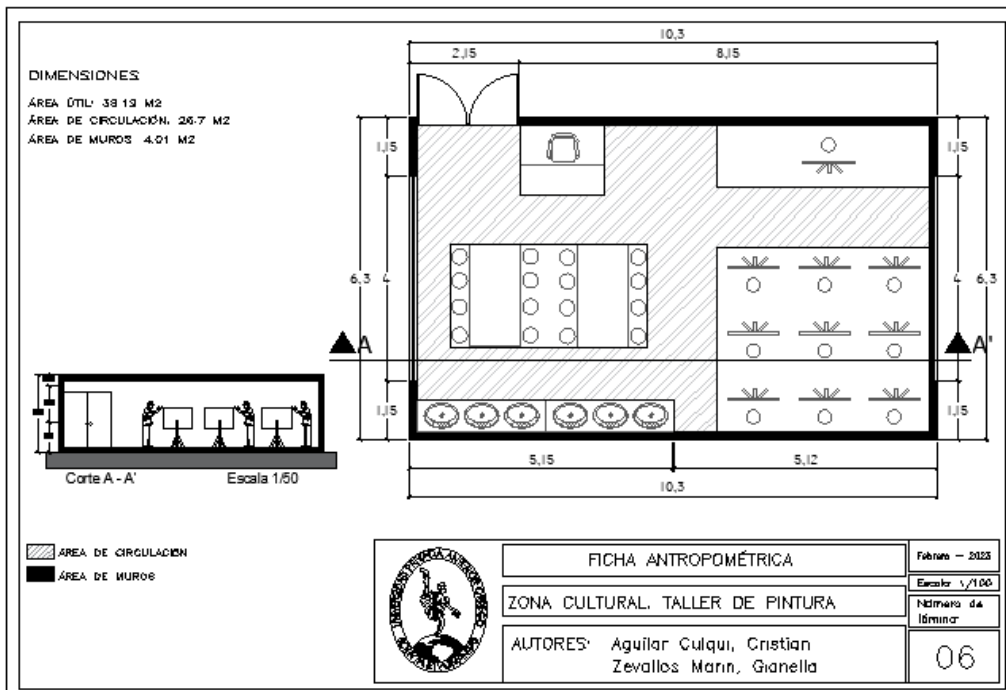 10,3
2,15
8,15
DIMENSIONES:
ÁREA ÚTIL: 38.19 M2
ÁREA DE CIRCULACIÓN: 26.7 M2
ÁREA DE MUROS: 4.01 M2
1,15
1,15
6,3
4
4
6,3
A
A'
1,15
1,15
5,15
5,12
10,3
Corte A - A'
Escala 1/50
ÁREA DE CIRCULACIÓN
ÁREA DE MUROS
FICHA ANTROPOMÉTRICA
Febrero - 2023
Escala: 1/100
ZONA CULTURAL. TALLER DE PINTURA
Número de
lámina:
AUTORES: Aguilar Culqui, Cristian
Zevallos Marin, Gianella
06
UNIVERSIDAD PRIVADA ANTENOR ORREGO